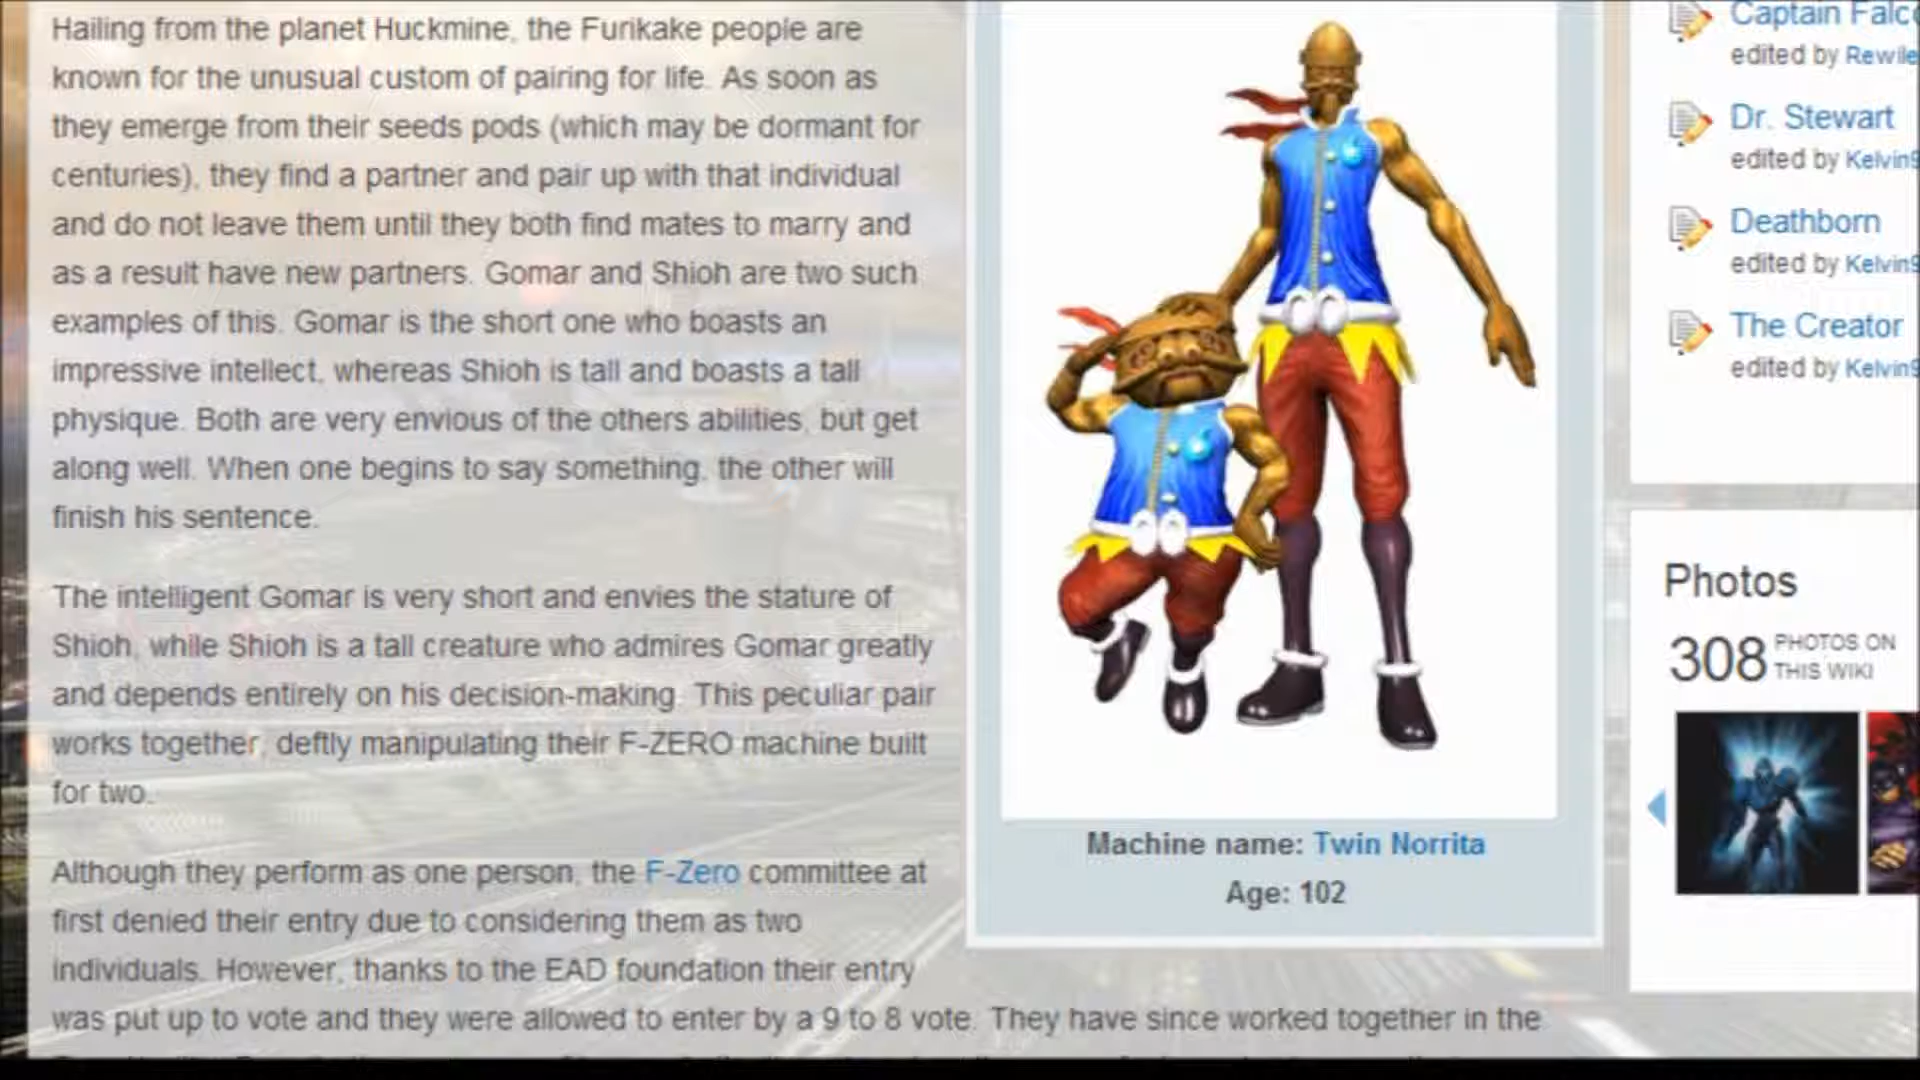 Hailing from the planet Huckmine, the Furikake people are
known for the unusual custom of pairing for life. As soon as
they emerge from their seeds pods (which may be dormant for
centuries), they find a partner and pair up with that individual
and do not leave them until they both find mates to marry and
as a result have new partners. Gomar and Shioh are two such
examples of this. Gomar is the short one who boasts an
impressive intellect, whereas Shioh is tall and boasts a tall
physique. Both are very envious of the others abilities, but get
along well. When one begins to say something, the other will
finish his sentence.
The intelligent Gomar is very short and envies the stature of
Shioh, while Shioh is a tall creature who admires Gomar greatly
and depends entirely on his decision-making. This peculiar pair
works together, deftly manipulating their F-ZERO machine built
for two.
Although they perform as one person, the F-Zero committee at
first denied their entry due to considering them as two
individuals. However, thanks to the EAD foundation their entry
was put up to vote and they were allowed to enter by a 9 to 8 vote. They have since worked together in the
Machine name: Twin Norrita
Age: 102
Captain Falc
edited by Rewile
Dr. Stewart
edited by Kelvin9
Deathborn
edited by Kelvin9
The Creator
edited by Kelvin9
Photos
308 PHOTOS ON
THIS WIKI